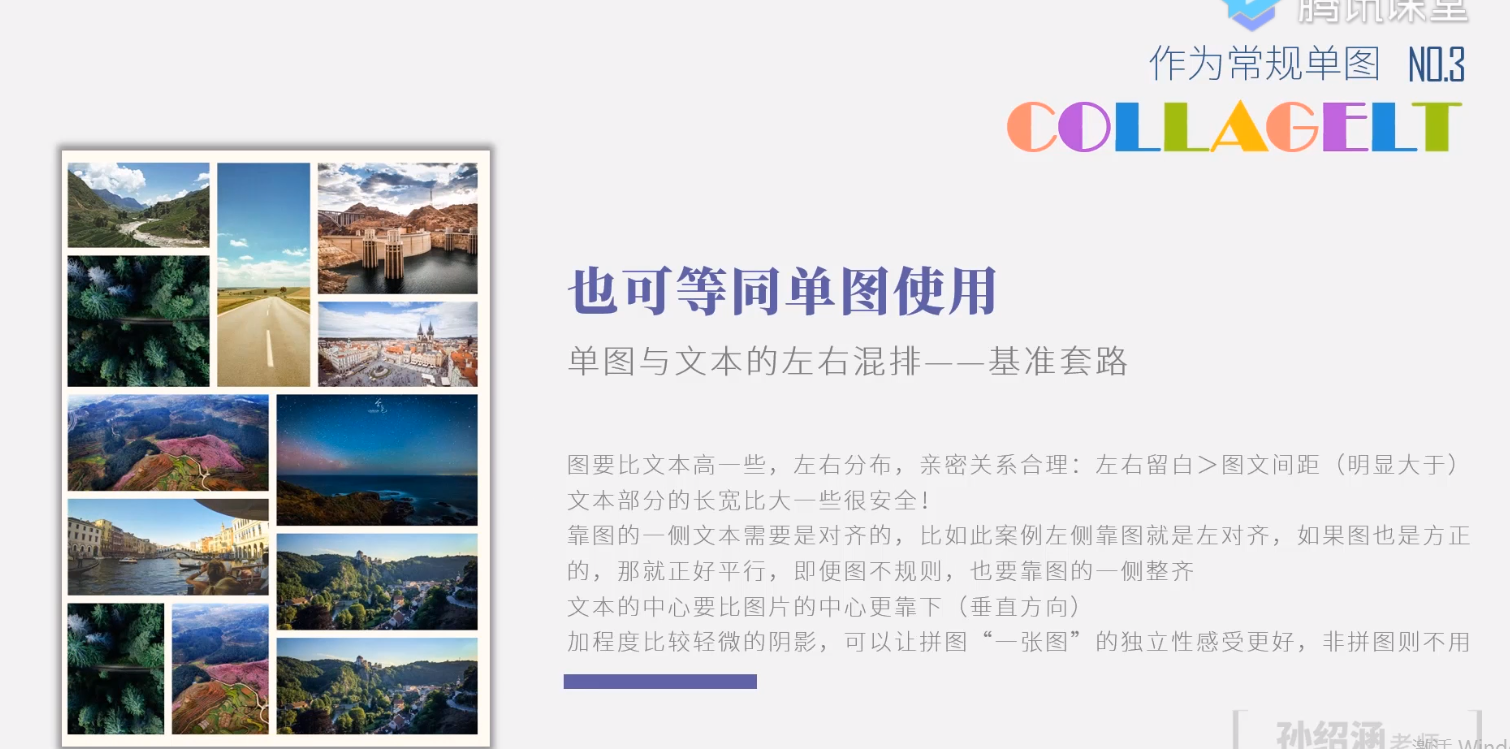 腾讯课堂
作为常规单图 NO.3
COLLAGELT
也可等同单图使用
单图与文本的左右混排——基准套路
图要比文本高一些，左右分布，亲密关系合理：左右留白＞图文间距（明显大于）
文本部分的长宽比大一些很安全！
靠图的一侧文本需要是对齐的，比如此案例左侧靠图就是左对齐，如果图也是方正
的，那就正好平行，即便图不规则，也要靠图的一侧整齐
文本的中心要比图片的中心更靠下（垂直方向）
加程度比较轻微的阴影，可以让拼图“一张图”的独立性感受更好，非拼图则不用
孙绍涵老师
激活 Wind